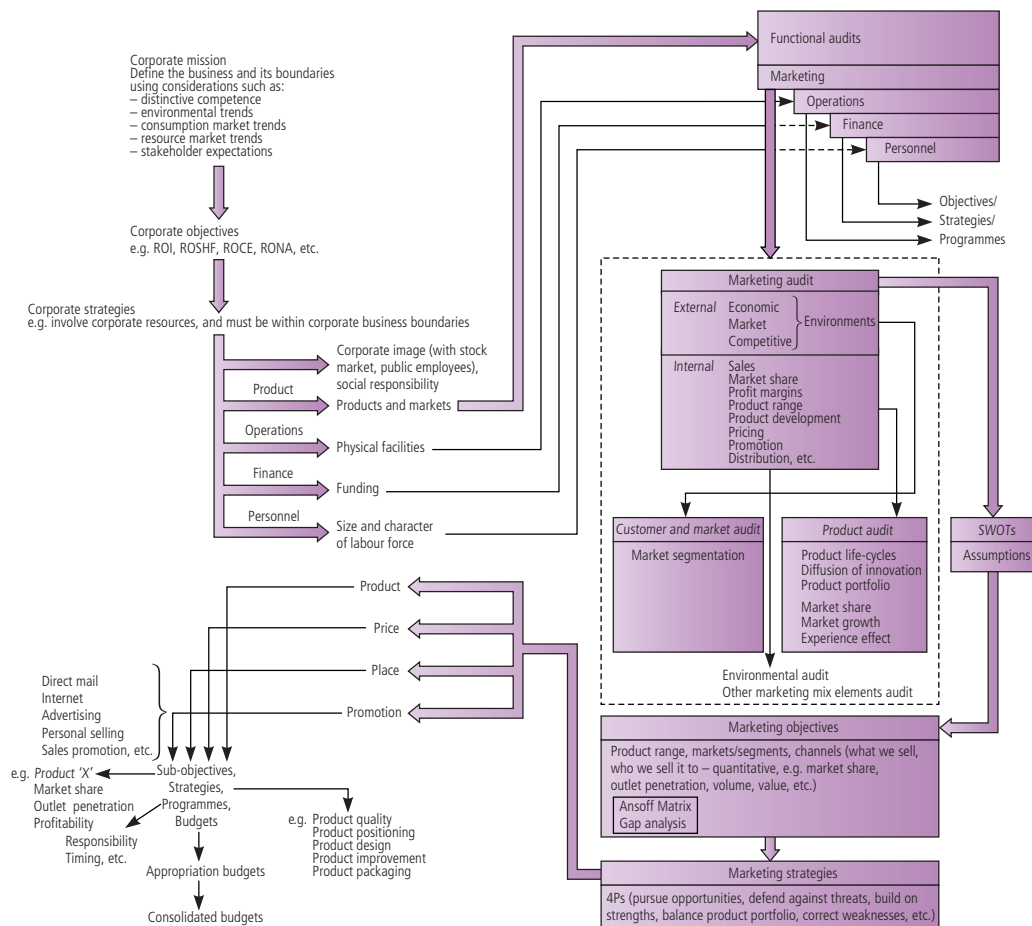 Corporate mission
Define the business and its boundaries
using considerations such as:
– distinctive competence
– environmental trends
– consumption market trends
– resource market trends
– stakeholder expectations
Corporate objectives
e.g. ROI, ROSHF, ROCE, RONA, etc.
Corporate strategies
e.g. involve corporate resources, and must be within corporate business boundaries
Corporate image (with stock
market, public employees),
social responsibility
Product
Products and markets
Operations
Physical facilities
Finance
Funding
Personnel
Size and character
of labour force
Functional audits
Marketing
Operations
Finance
Personnel
Objectives/
Strategies/
Programmes
Marketing audit
External
Economic
Market
Competitive
Environments
Internal
Sales
Market share
Profit margins
Product range
Product development
Pricing
Promotion
Distribution, etc.
Customer and market audit
Market segmentation
Product audit
Product life-cycles
Diffusion of innovation
Product portfolio
Market share
Market growth
Experience effect
SWOTs
Assumptions
Environmental audit
Other marketing mix elements audit
Marketing objectives
Product range, markets/segments, channels (what we sell,
who we sell it to – quantitative, e.g. market share,
outlet penetration, volume, value, etc.)
Ansoff Matrix
Gap analysis
Marketing strategies
4Ps (pursue opportunities, defend against threats, build on
strengths, balance product portfolio, correct weaknesses, etc.)
Product
Price
Place
Promotion
Direct mail
Internet
Advertising
Personal selling
Sales promotion, etc.
e.g. Product ‘X’
Market share
Outlet penetration
Profitability
Responsibility
Timing, etc.
Sub-objectives,
Strategies,
Programmes,
Budgets
e.g. Product quality
Product positioning
Product design
Product improvement
Product packaging
Appropriation budgets
Consolidated budgets